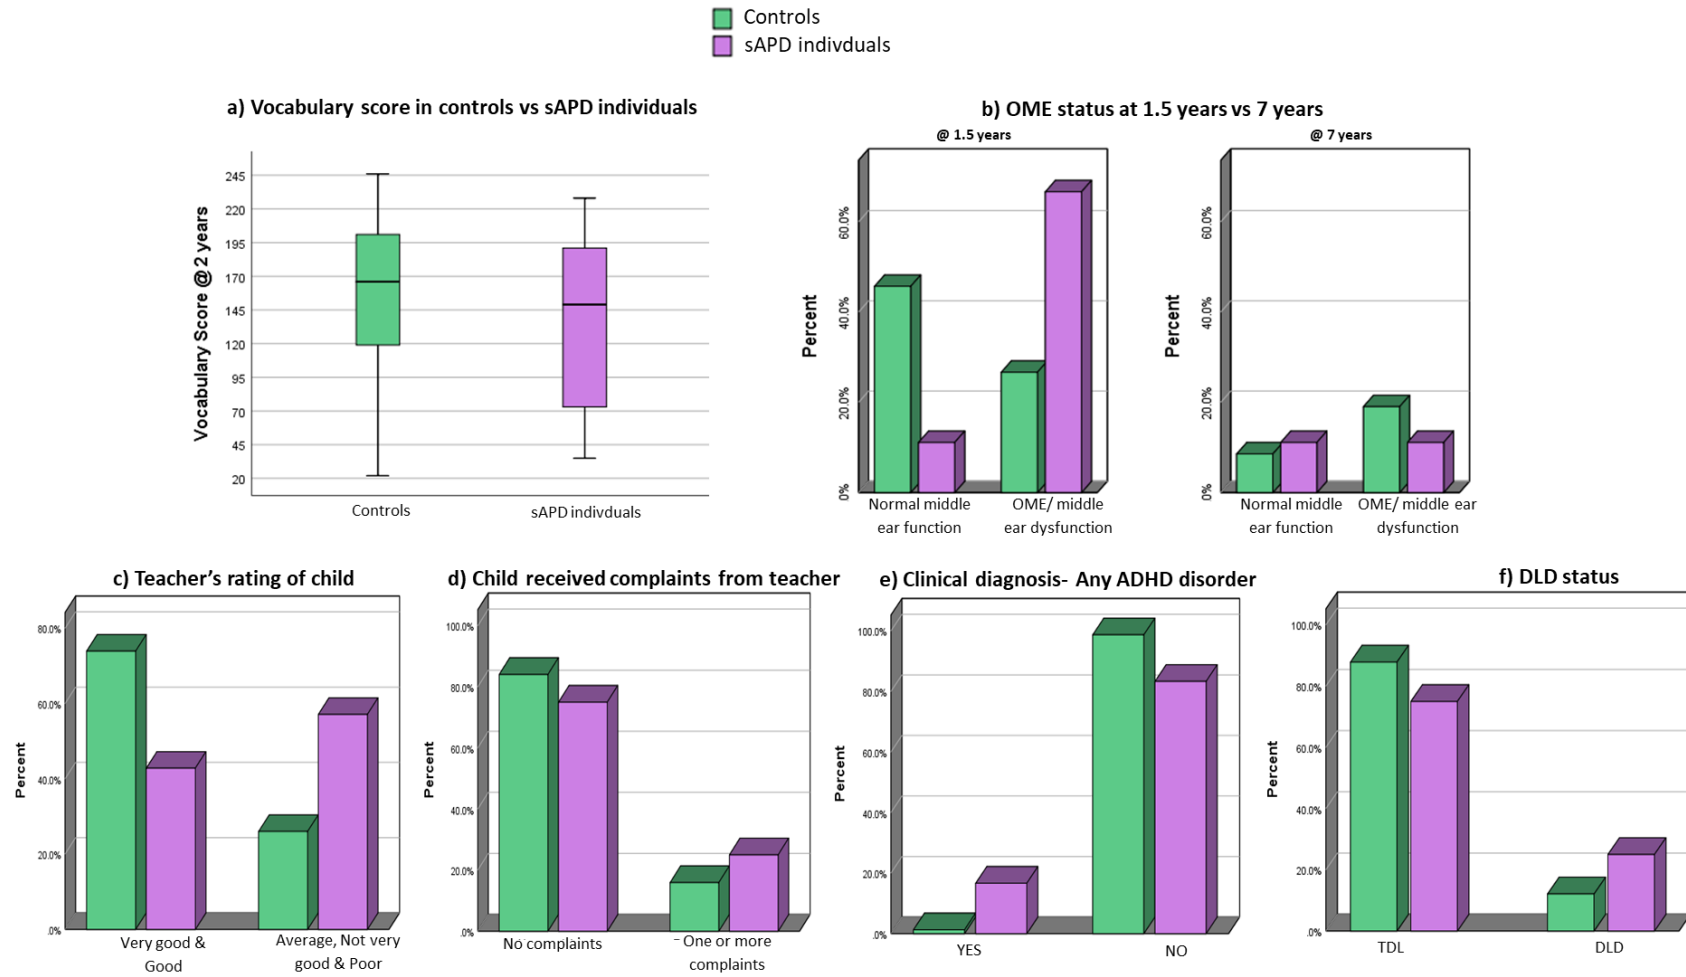 Controls
sAPD indivduals
a) Vocabulary score in controls vs sAPD individuals
Vocabulary Score @ 2 years
245
220
195
170
145
120
95
70
45
20
Controls
sAPD indivduals
b) OME status at 1.5 years vs 7 years
@ 1.5 years
Percent
60.0%
40.0%
20.0%
0%
Normal middle
ear function
OME/ middle
ear dysfunction
@ 7 years
Percent
60.0%
40.0%
20.0%
0%
Normal middle
ear function
OME/ middle ear
dysfunction
c) Teacher’s rating of child
Percent
80.0%
60.0%
40.0%
20.0%
.0%
Very good &
Good
Average, Not very
good & Poor
d) Child received complaints from teacher
Percent
100.0%
80.0%
60.0%
40.0%
20.0%
.0%
No complaints
One or more
complaints
e) Clinical diagnosis- Any ADHD disorder
Percent
100.0%
80.0%
60.0%
40.0%
20.0%
.0%
YES
NO
f) DLD status
Percent
100.0%
80.0%
60.0%
40.0%
20.0%
.0%
TDL
DLD